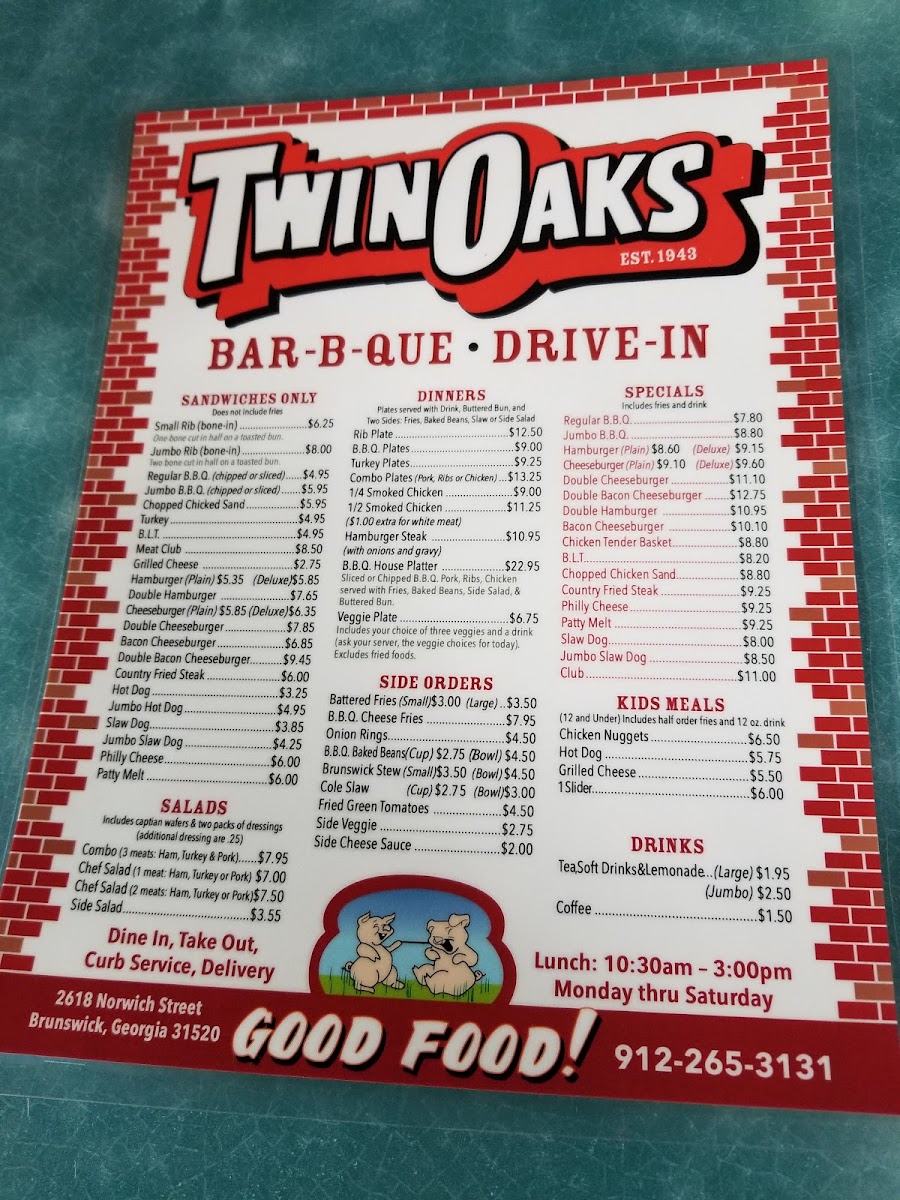 TWIN OAKS
EST. 1943
BAR-B-QUE • DRIVE-IN
SANDWICHES ONLY
Does not include fries
Small Rib (bone-in) ........ $6.25
One bone cut in half on a toasted bun.
Jumbo Rib (bone-in) ........ $8.00
Two bone cut in half on a toasted bun.
Regular B.B.Q. (chipped or sliced) ..... $4.95
Jumbo B.B.Q. (chipped or sliced) ...... $5.95
Chopped Chicked Sand ........ $5.95
Turkey ........ $4.95
B.L.T. ........ $4.95
Meat Club ........ $8.50
Grilled Cheese ........ $2.75
Hamburger (Plain) $5.35 (Deluxe)$5.85
Double Hamburger ........ $7.65
Cheeseburger (Plain) $5.85 (Deluxe)$6.35
Double Cheeseburger ........ $7.85
Bacon Cheeseburger ........ $6.85
Double Bacon Cheeseburger ........ $9.45
Country Fried Steak ........ $6.00
Hot Dog ........ $3.25
Jumbo Hot Dog ........ $4.95
Slaw Dog ........ $3.85
Jumbo Slaw Dog ........ $4.25
Philly Cheese ........ $6.00
Patty Melt ........ $6.00
SALADS
Includes captian wafers & two packs of dressings
(additional dressing are .25)
Combo (3 meats: Ham, Turkey & Pork) ..... $7.95
Chef Salad (1 meat: Ham, Turkey or Pork) $7.00
Chef Salad (2 meats: Ham, Turkey or Pork)$7.50
Side Salad ........ $3.55
Dine In, Take Out,
Curb Service, Delivery
DINNERS
Plates served with Drink, Buttered Bun, and
Two Sides: Fries, Baked Beans, Slaw or Side Salad
Rib Plate ........ $12.50
B.B.Q. Plates ........ $9.00
Turkey Plates ........ $9.25
Combo Plates (Pork, Ribs or Chicken) ... $13.25
1/4 Smoked Chicken ........ $9.00
1/2 Smoked Chicken ........ $11.25
($1.00 extra for white meat)
Hamburger Steak ........ $10.95
(with onions and gravy)
B.B.Q. House Platter ........ $22.95
Sliced or Chipped B.B.Q. Pork, Ribs, Chicken
served with Fries, Baked Beans, Side Salad, &
Buttered Bun.
Veggie Plate ........ $6.75
Includes your choice of three veggies and a drink
(ask your server, the veggie choices for today).
Excludes fried foods.
SIDE ORDERS
Battered Fries (Small)$3.00 (Large) .. $3.50
B.B.Q. Cheese Fries ........ $7.95
Onion Rings ........ $4.50
B.B.Q. Baked Beans(Cup) $2.75 (Bowl) $4.50
Brunswick Stew (Small)$3.50 (Bowl)$4.50
Cole Slaw (Cup) $2.75 (Bowl)$3.00
Fried Green Tomatoes ........ $4.50
Side Veggie ........ $2.75
Side Cheese Sauce ........ $2.00
SPECIALS
Includes fries and drink
Regular B.B.Q. ........ $7.80
Jumbo B.B.Q. ........ $8.80
Hamburger (Plain) $8.60 (Deluxe) $9.15
Cheeseburger (Plain) $9.10 (Deluxe) $9.60
Double Cheeseburger ........ $11.10
Double Bacon Cheeseburger ....... $12.75
Double Hamburger ........ $10.95
Bacon Cheeseburger ........ $10.10
Chicken Tender Basket ........ $8.80
B.L.T. ........ $8.20
Chopped Chicken Sand ........ $8.80
Country Fried Steak ........ $9.25
Philly Cheese ........ $9.25
Patty Melt ........ $9.25
Slaw Dog ........ $8.00
Jumbo Slaw Dog ........ $8.50
Club ........ $11.00
KIDS MEALS
(12 and Under) Includes half order fries and 12 oz. drink
Chicken Nuggets ........ $6.50
Hot Dog ........ $5.75
Grilled Cheese ........ $5.50
1 Slider ........ $6.00
DRINKS
Tea,Soft Drinks&Lemonade...(Large) $1.95
(Jumbo) $2.50
Coffee ........ $1.50
Lunch: 10:30am – 3:00pm
Monday thru Saturday
2618 Norwich Street
Brunswick, Georgia 31520
GOOD FOOD!
912-265-3131